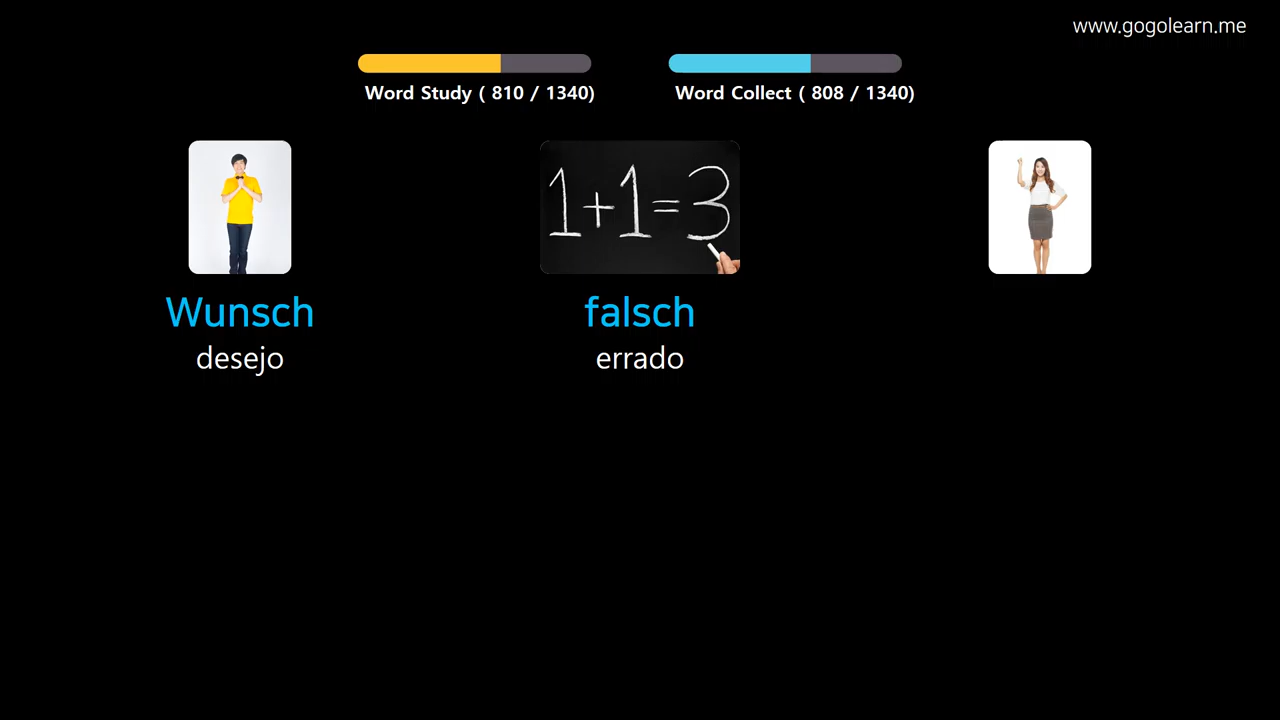 www.gogolearn.me
Word Study ( 810 / 1340)
Word Collect ( 808 / 1340)
1+1=3
Wunsch
desejo
falsch
errado